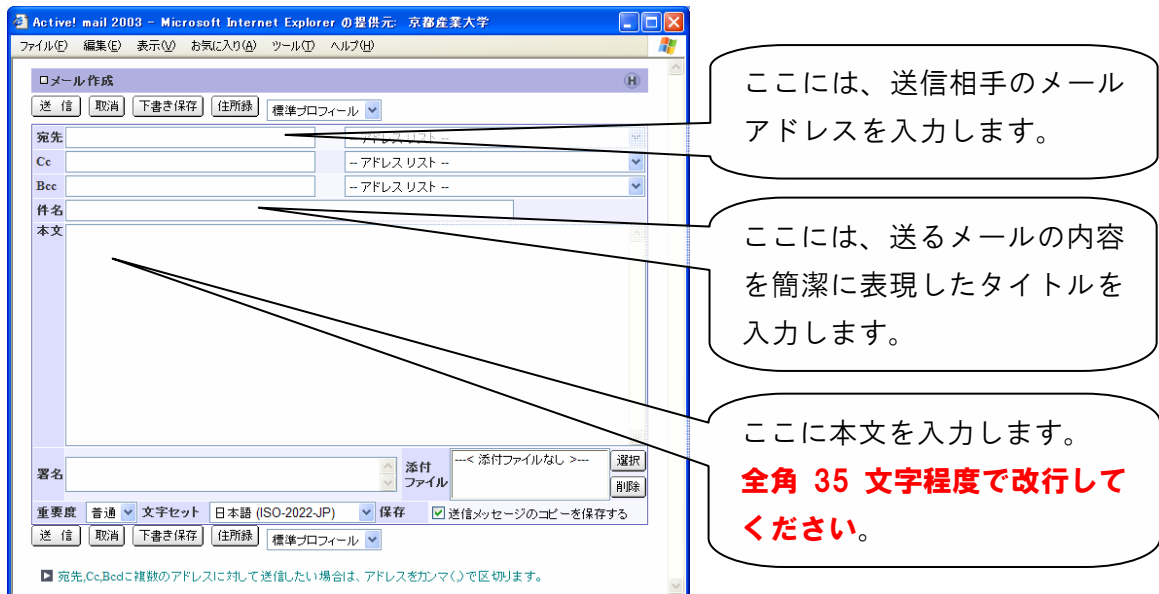 Active! mail 2003 - Microsoft Internet Explorer の提供元: 京都産業大学
ファイル(F) 編集(E) 表示(V) お気に入り(A) ツール(T) ヘルプ(H)
ロメール作成 H
送 信 取消 下書き保存 住所録 標準プロフィール
宛先 -- アドレス リスト --
Cc -- アドレス リスト --
Bcc -- アドレス リスト --
件名
本文
署名 添付ファイル ---< 添付ファイルなし >--- 選択
削除
重要度 普通 文字セット 日本語 (ISO-2022-JP) 保存 送信メッセージのコピーを保存する
送 信 取消 下書き保存 住所録 標準プロフィール
宛先,Cc,Bccに複数のアドレスに対して送信したい場合は、アドレスをカンマ(,)で区切ります。
ここには、送信相手のメール
アドレスを入力します。
ここには、送るメールの内容
を簡潔に表現したタイトルを
入力します。
ここに本文を入力します。
全角 35 文字程度で改行して
ください。